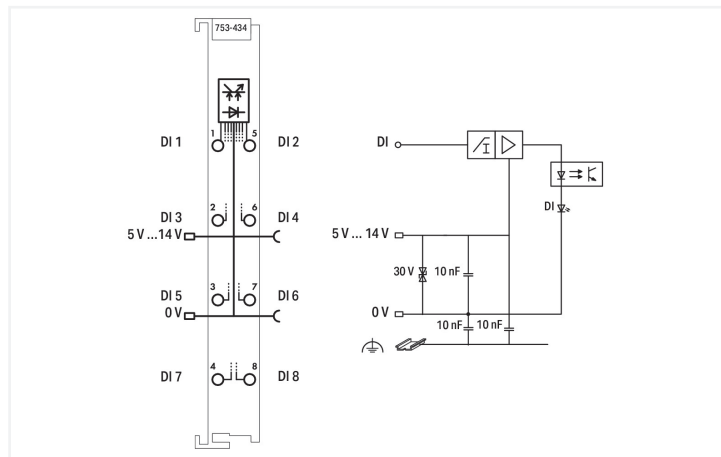 753-434
DI 1
1
5
DI 2
DI 3
2
6
DI 4
5 V ... 14 V
DI 5
3
7
DI 6
0 V
DI 7
4
8
DI 8
DI
DI
5 V ... 14 V
30 V
10 nF
0 V
10 nF
10 nF